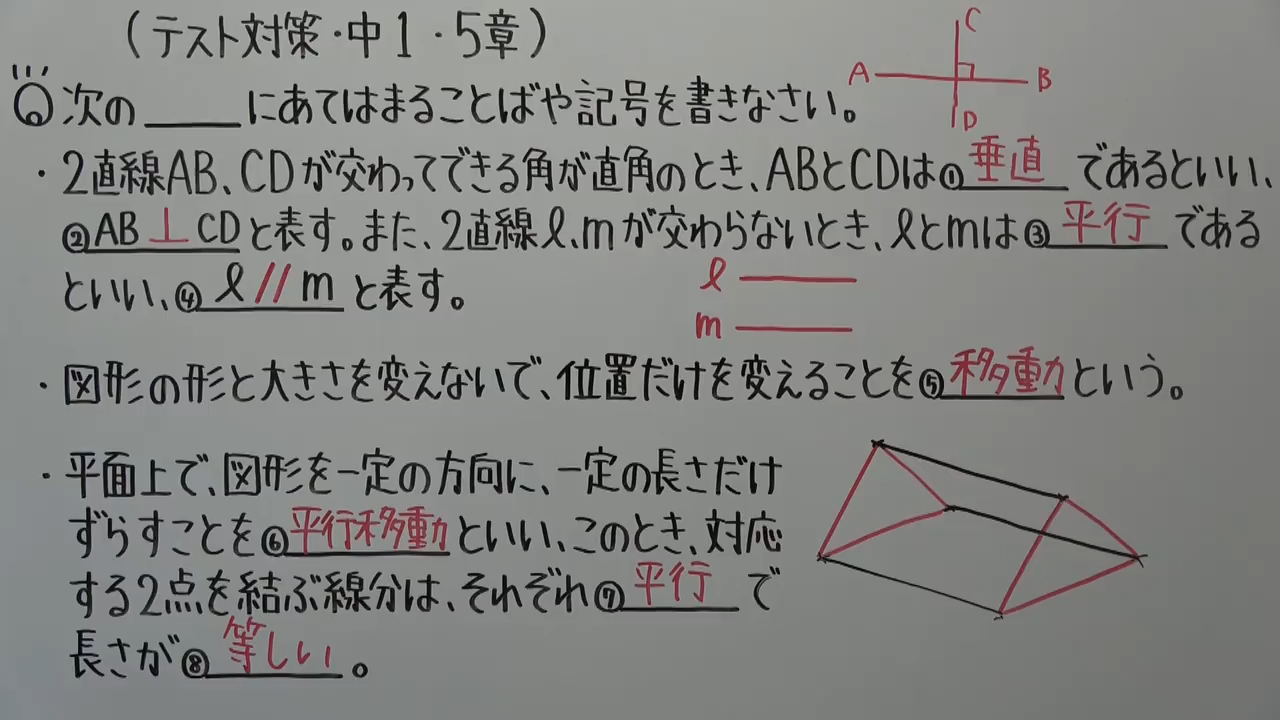 (テスト対策・中1・5章)
Q 次の____にあてはまることばや記号を書きなさい。
A B C D
・2直線AB、CDが交わってできる角が直角のとき、ABとCDは①垂直であるといい、
②AB⊥CDと表す。また、2直線ℓ、mが交わらないとき、ℓとmは③平行である
といい、④ℓ//mと表す。
ℓ
m
・図形の形と大きさを変えないで、位置だけを変えることを⑤移動という。
・平面上で、図形を一定の方向に、一定の長さだけ
ずらすことを⑥平行移動といい、このとき、対応
する2点を結ぶ線分は、それぞれ⑦平行で
長さが⑧等しい。